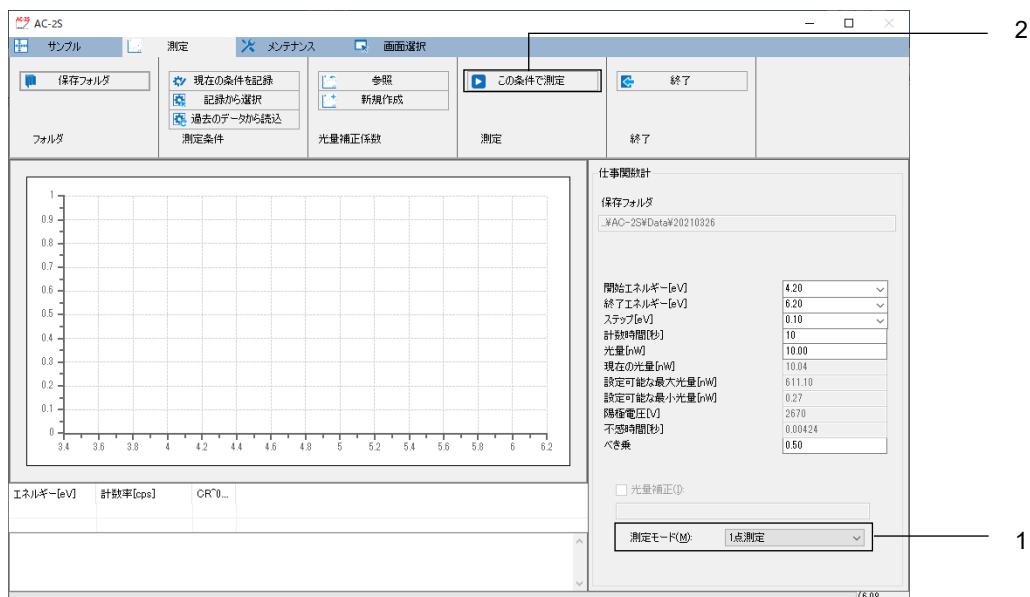 AC-2S
2
サンプル 測定 メンテナンス 画面選択
保存フォルダ 現在の条件を記録 参照 この条件で測定 終了
記録から選択 新規作成
過去のデータから読込
フォルダ 測定条件 光量補正係数 測定 終了
仕事関数計
保存フォルダ
..¥AC-2S¥Data¥20210326
1
0.9
0.8
0.7
0.6
0.5
0.4
0.3
0.2
0.1
0
3.4 3.6 3.8 4 4.2 4.4 4.6 4.8 5 5.2 5.4 5.6 5.8 6 6.2
開始エネルギー[eV] 4.20
終了エネルギー[eV] 6.20
ステップ[eV] 0.10
計数時間[秒] 10
光量[nW] 10.00
現在の光量[nW] 10.04
設定可能な最大光量[nW] 611.10
設定可能な最小光量[nW] 0.27
陽極電圧[V] 2670
不感時間[秒] 0.00424
べき乗 0.50
エネルギー[eV] 計数率[cps] CR^0...
光量補正(I):
測定モード(M): 1点測定
1